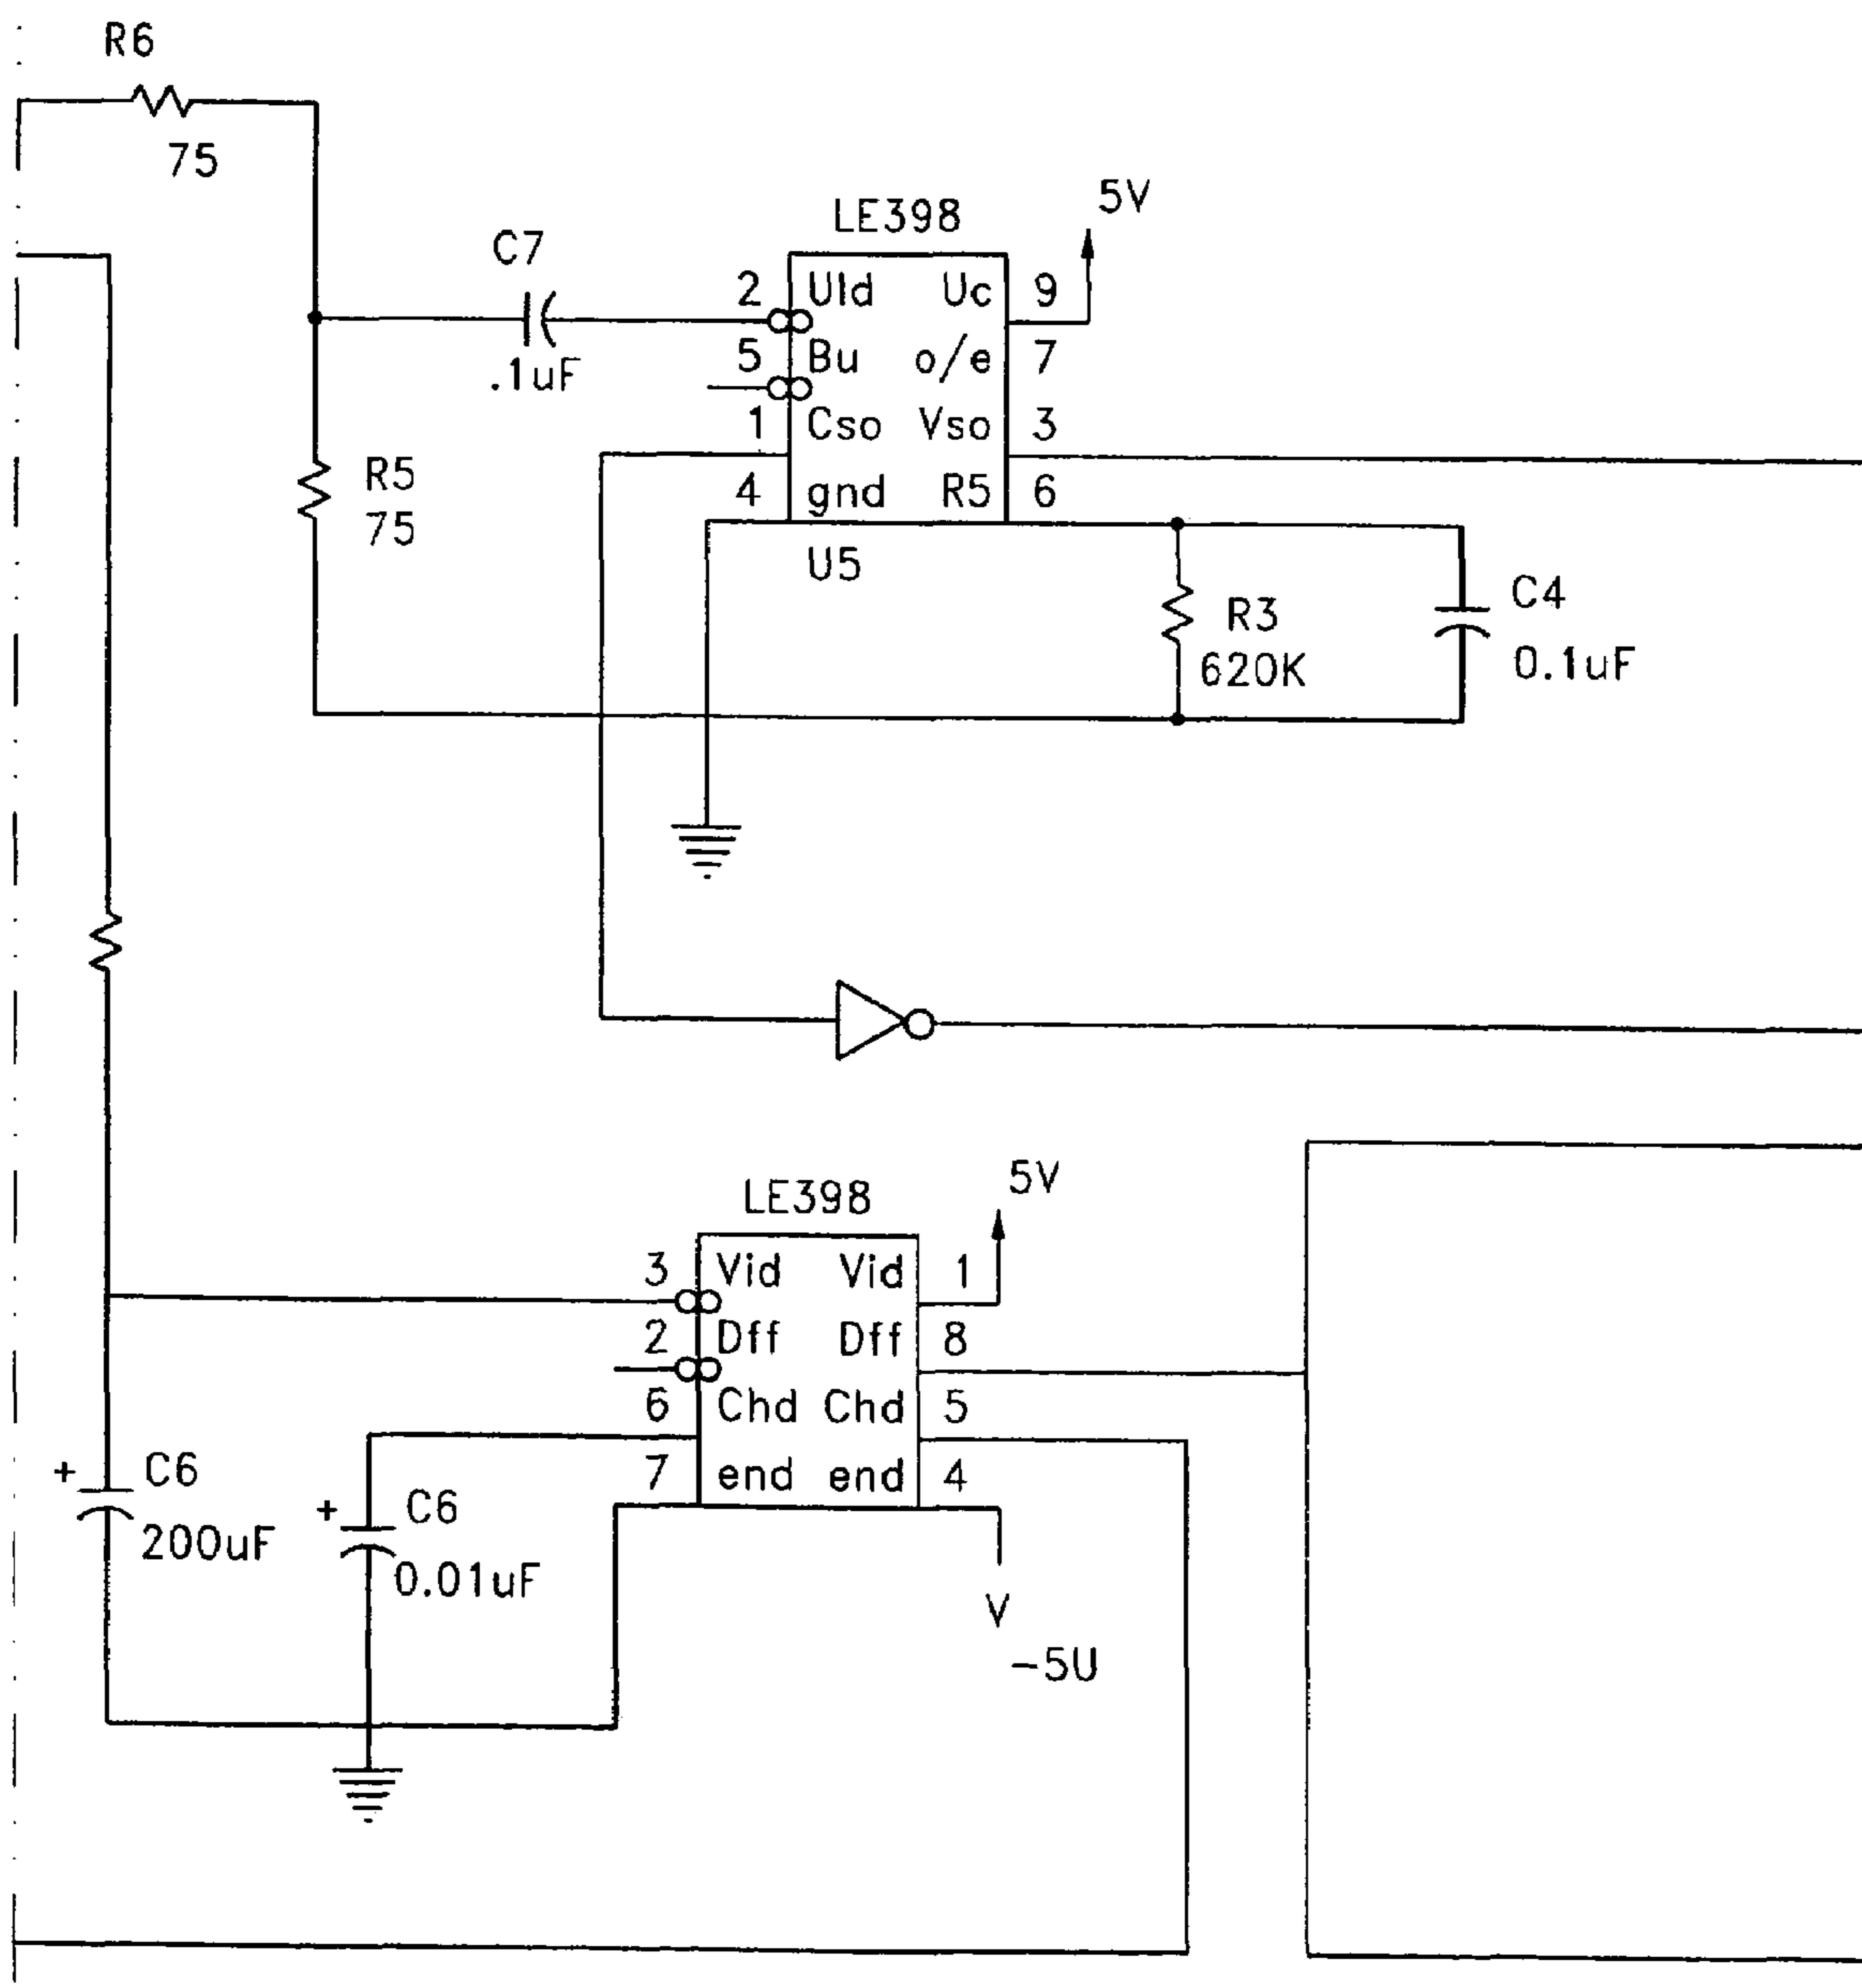 R6
75
C7
.1uF
LE398
5V
2 Uld Uc 9
5 Bu o/e 7
1 Cso Vso 3
4 gnd R5 6
U5
R5
75
R3
620K
C4
0.1uF
LE398
5V
3 Vid Vid 1
2 Dff Dff 8
6 Chd Chd 5
7 end end 4
+ C6
200uF
+ C6
0.01uF
V
-5U